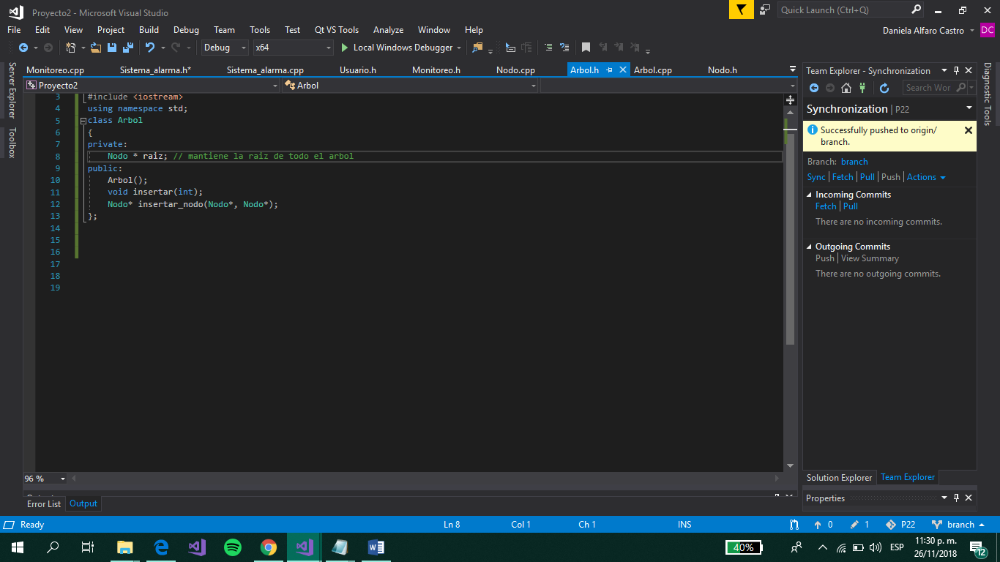 Proyecto2 - Microsoft Visual Studio
Quick Launch (Ctrl+Q)
File Edit View Project Build Debug Team Tools Test Qt VS Tools Analyze Window Help
Daniela Alfaro Castro DC
Debug x64 Local Windows Debugger
Server Explorer
Toolbox
Monitoreo.cpp Sistema_alarma.h* Sistema_alarma.cpp Usuario.h Monitoreo.h Nodo.cpp Arbol.h Arbol.cpp Nodo.h
Proyecto2 Arbol
3 #include <iostream>
4 using namespace std;
5 class Arbol
6 {
7 private:
8 Nodo * raiz; // mantiene la raiz de todo el arbol
9 public:
10 Arbol();
11 void insertar(int);
12 Nodo* insertar_nodo(Nodo*, Nodo*);
13 };
14
15
16
17
18
19
96 %
Error List Output
Team Explorer - Synchronization
Search Wor
Synchronization | P22
Successfully pushed to origin/
branch.
Branch: branch
Sync | Fetch | Pull | Push | Actions
Incoming Commits
Fetch | Pull
There are no incoming commits.
Outgoing Commits
Push | View Summary
There are no outgoing commits.
Solution Explorer Team Explorer
Properties
Diagnostic Tools
Ready Ln 8 Col 1 Ch 1 INS 0 1 P22 branch
40% ESP 11:30 p. m.
26/11/2018
12